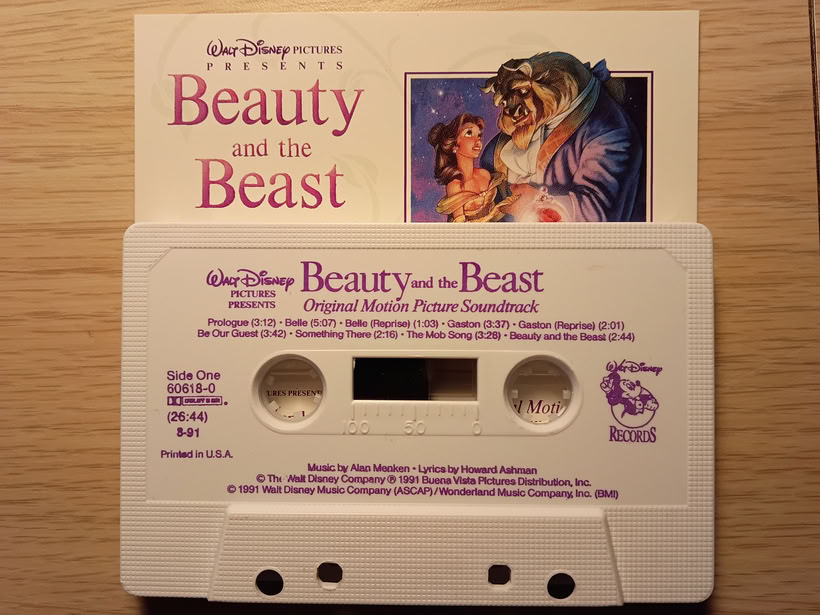 Walt Disney PICTURES
PRESENTS
Beauty
and the
Beast
Walt Disney
PICTURES
PRESENTS
Beauty and the Beast
Original Motion Picture Soundtrack
Prologue (3:12) • Belle (5:07) • Belle (Reprise) (1:03) • Gaston (3:37) • Gaston (Reprise) (2:01)
Be Our Guest (3:42) • Something There (2:16) • The Mob Song (3:28) • Beauty and the Beast (2:44)
Side One
60618-0
DOLBY B NR
(26:44)
8-91
Printed in U.S.A.
URES PRESENT
l Moti
100 50 0
Walt Disney
RECORDS
Music by Alan Menken • Lyrics by Howard Ashman
© The Walt Disney Company ℗ 1991 Buena Vista Pictures Distribution, Inc.
© 1991 Walt Disney Music Company (ASCAP)/Wonderland Music Company, Inc. (BMI)